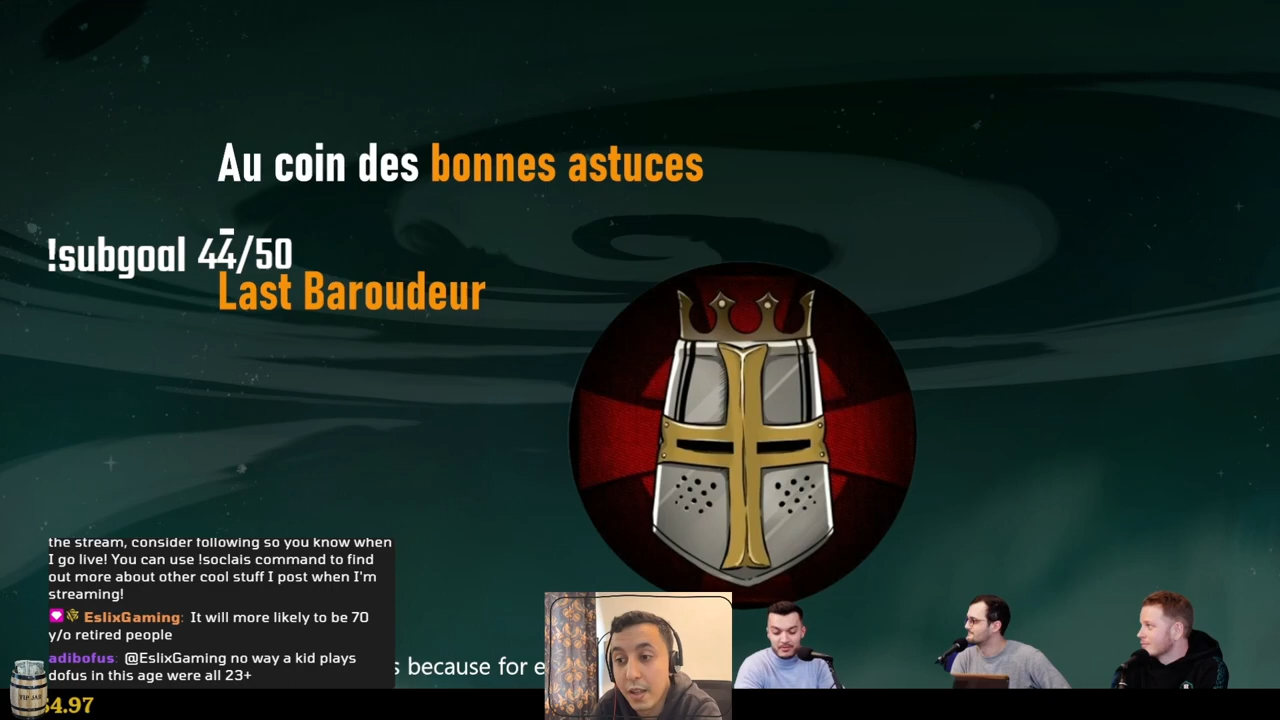 Au coin des bonnes astuces
-
!subgoal 44/50
Last Baroudeur
the stream, consider following so you know when
I go live! You can use !soclais command to find
out more about other cool stuff I post when I'm
streaming!
EslixGaming: It will more likely to be 70
y/o retired people
adibofus: @EslixGaming no way a kid plays
dofus in this age were all 23+
because for
TIP JAR
4.97